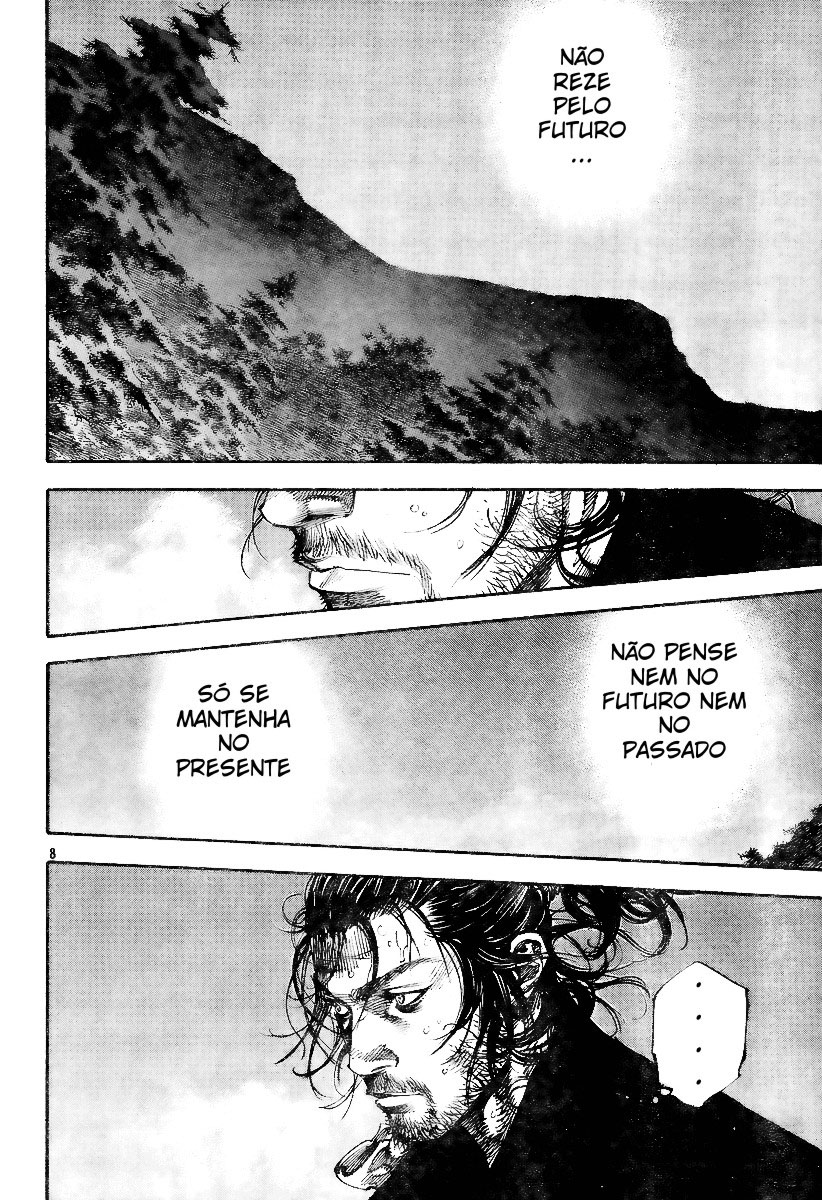 NÃO
REZE
PELO
FUTURO
...
NÃO PENSE
NEM NO
FUTURO NEM
NO
PASSADO
SÓ SE
MANTENHA
NO
PRESENTE
8
....